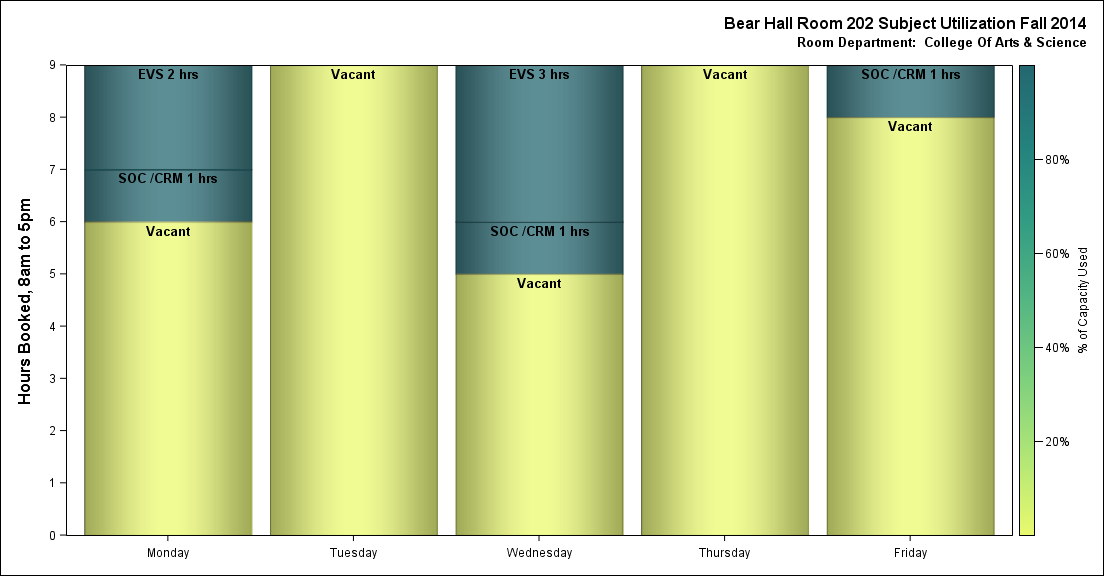 Bear Hall Room 202 Subject Utilization Fall 2014
Room Department:  College Of Arts & Science
Hours Booked, 8am to 5pm
9
8
7
6
5
4
3
2
1
0
EVS 2 hrs
SOC /CRM 1 hrs
Vacant
Vacant
EVS 3 hrs
SOC /CRM 1 hrs
Vacant
Vacant
SOC /CRM 1 hrs
Vacant
Monday
Tuesday
Wednesday
Thursday
Friday
80%
60%
40%
20%
% of Capacity Used